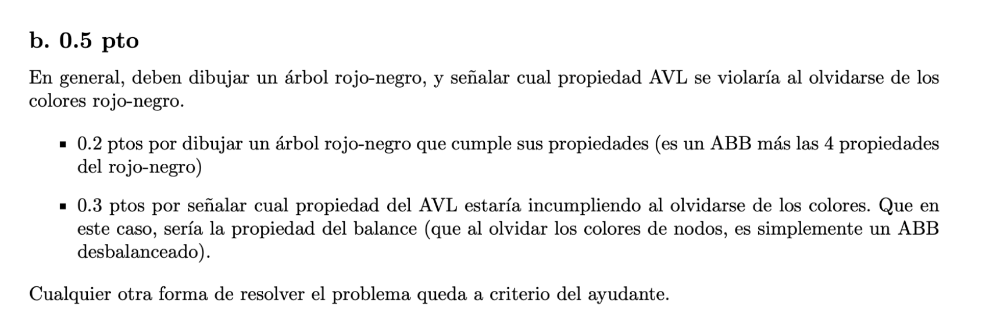 b. 0.5 pto
En general, deben dibujar un árbol rojo-negro, y señalar cual propiedad AVL se violaría al olvidarse de los
colores rojo-negro.
▪ 0.2 ptos por dibujar un árbol rojo-negro que cumple sus propiedades (es un ABB más las 4 propiedades
del rojo-negro)
▪ 0.3 ptos por señalar cual propiedad del AVL estaría incumpliendo al olvidarse de los colores. Que en
este caso, sería la propiedad del balance (que al olvidar los colores de nodos, es simplemente un ABB
desbalanceado).
Cualquier otra forma de resolver el problema queda a criterio del ayudante.